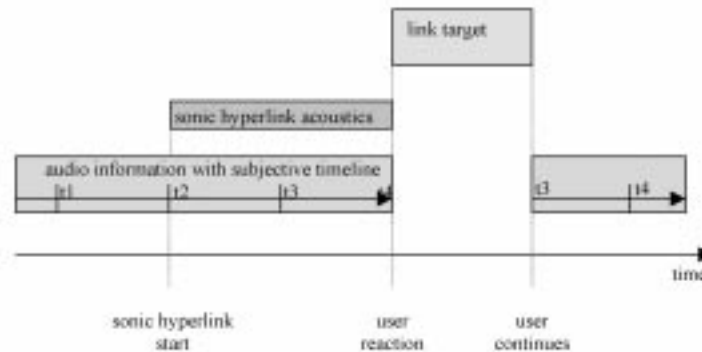 link target
sonic hyperlink acoustics
audio information with subjective timeline
t1 t2 t3 t4 t3 t4
time
sonic hyperlink start
user reaction
user continues